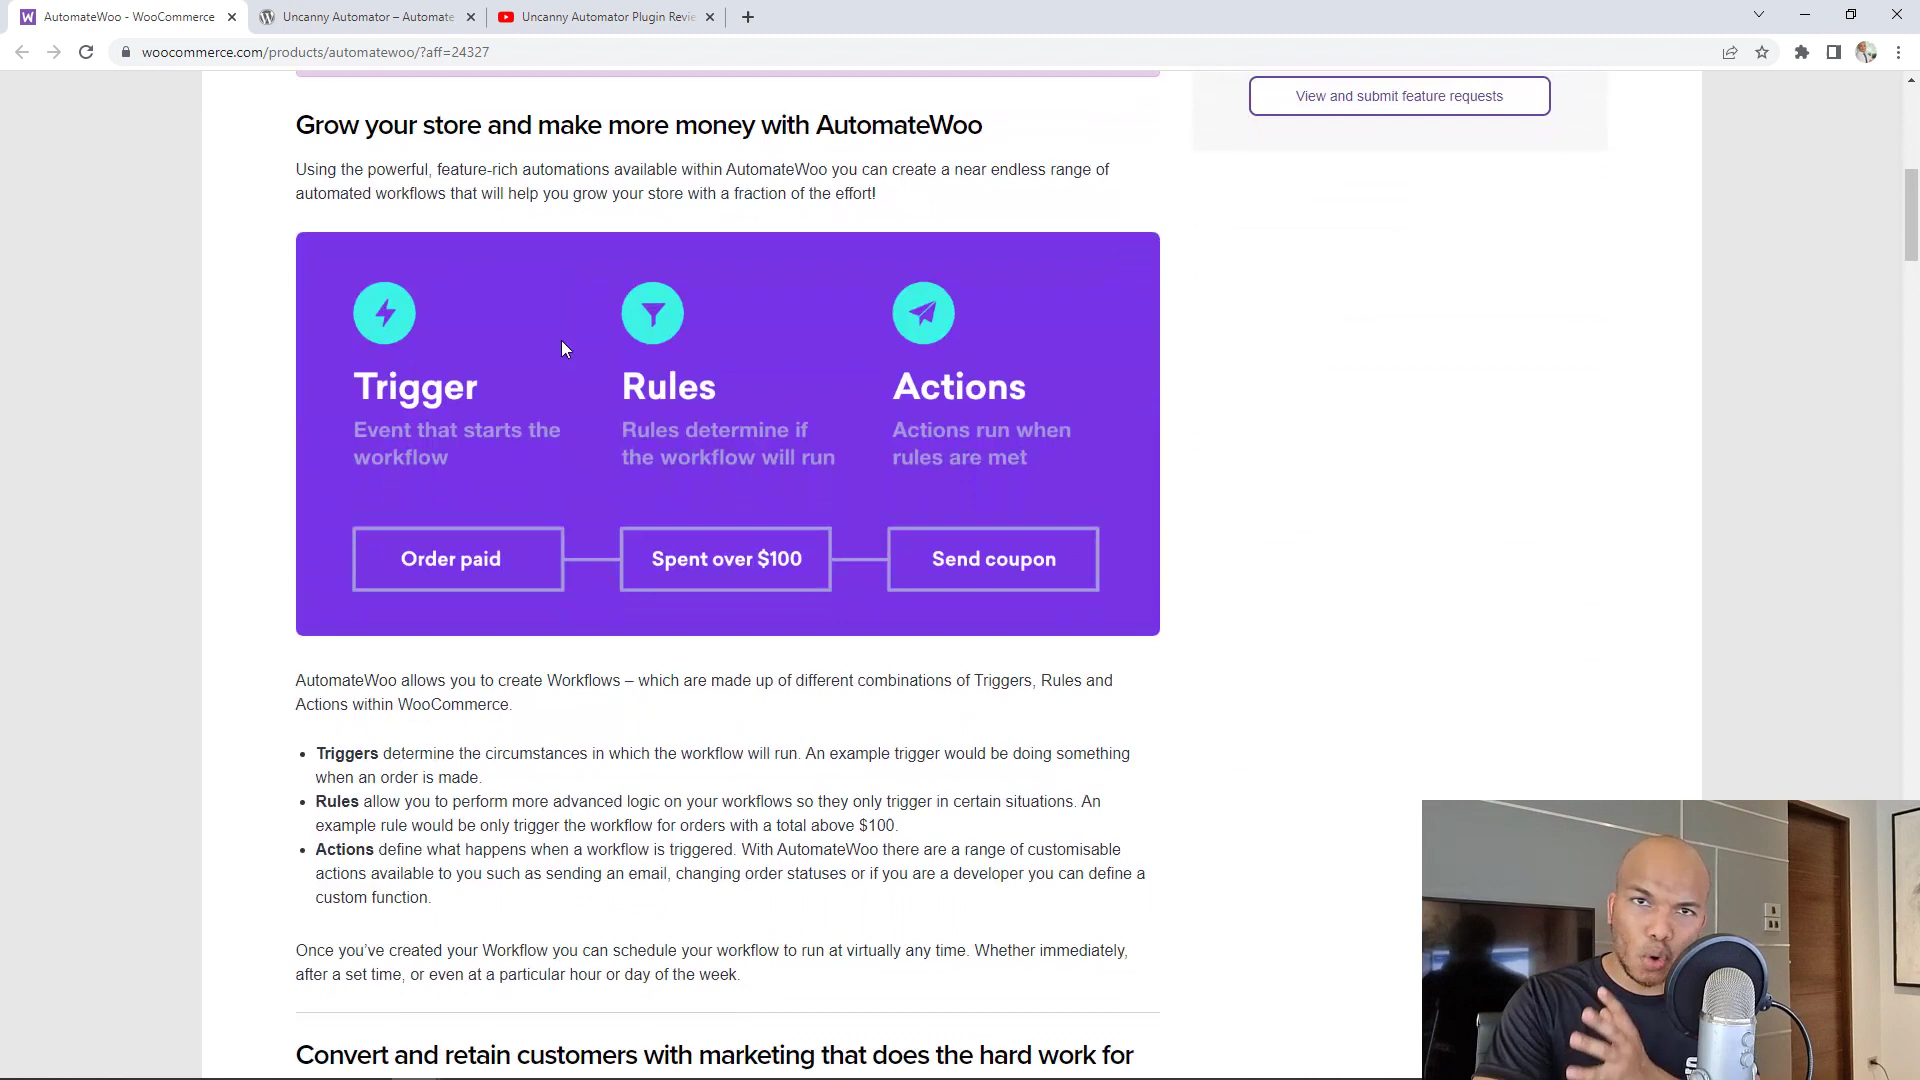 AutomateWoo - WooCommerce
Uncanny Automator – Automate
Uncanny Automator Plugin Revie
woocommerce.com/products/automatewoo/?aff=24327
View and submit feature requests
Grow your store and make more money with AutomateWoo
Using the powerful, feature-rich automations available within AutomateWoo you can create a near endless range of
automated workflows that will help you grow your store with a fraction of the effort!
Trigger
Event that starts the
workflow
Rules
Rules determine if
the workflow will run
Actions
Actions run when
rules are met
Order paid
Spent over $100
Send coupon
AutomateWoo allows you to create Workflows – which are made up of different combinations of Triggers, Rules and
Actions within WooCommerce.
• Triggers determine the circumstances in which the workflow will run. An example trigger would be doing something
when an order is made.
• Rules allow you to perform more advanced logic on your workflows so they only trigger in certain situations. An
example rule would be only trigger the workflow for orders with a total above $100.
• Actions define what happens when a workflow is triggered. With AutomateWoo there are a range of customisable
actions available to you such as sending an email, changing order statuses or if you are a developer you can define a
custom function.
Once you’ve created your Workflow you can schedule your workflow to run at virtually any time. Whether immediately,
after a set time, or even at a particular hour or day of the week.
Convert and retain customers with marketing that does the hard work for